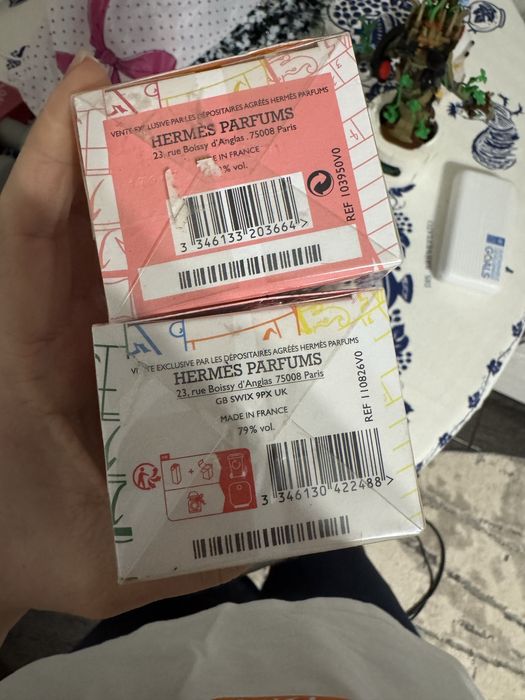 VENTE EXCLUSIVE PAR LES DÉPOSITAIRES AGRÉÉS HERMÈS PARFUMS
HERMÈS PARFUMS
23, rue Boissy d'Anglas . 75008 Paris
E IN FRANCE
% vol.
REF 103950V0
3 346133 203664 >
VENTE EXCLUSIVE PAR LES DÉPOSITAIRES AGRÉÉS HERMÈS PARFUMS
HERMÈS PARFUMS
23, rue Boissy d'Anglas 75008 Paris
GB SW1X 9PX UK
MADE IN FRANCE
79% vol.
REF 110826V0
FR
3 346130 422488 >
GOALS